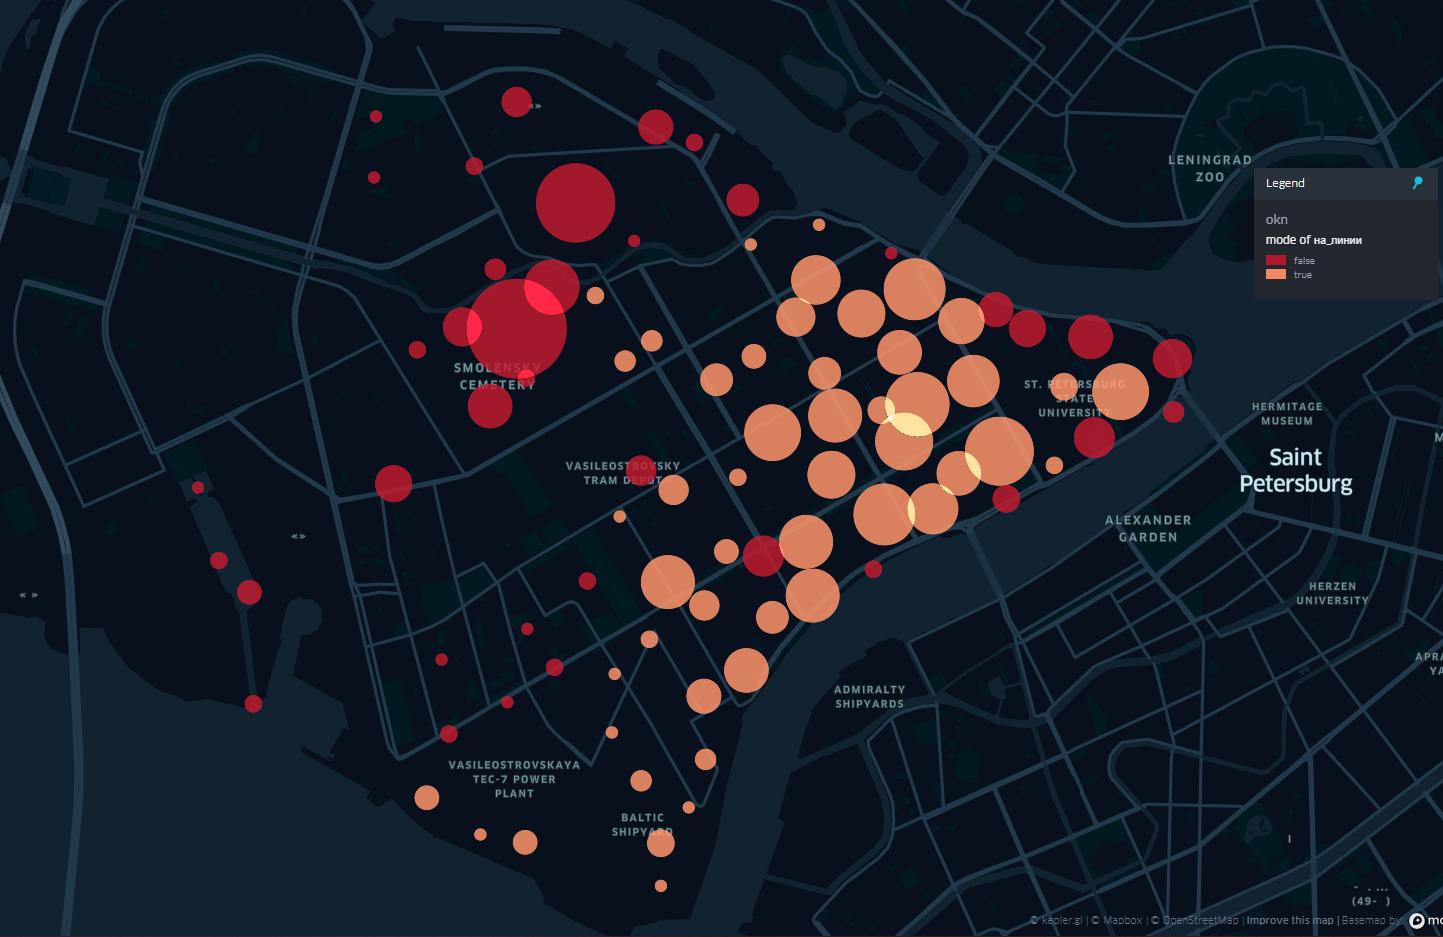 LENINGRAD
ZOO
Legend
okn
mode of на_линии
false
true
SMOLENSKY
CEMETERY
ST. PETERSBURG
STATE
UNIVERSITY
HERMITAGE
MUSEUM
VASILEOSTROVSKY
TRAM DEPOT
Saint
Petersburg
ALEXANDER
GARDEN
HERZEN
UNIVERSITY
ADMIRALTY
SHIPYARDS
VASILEOSTROVSKAYA
TEC-7 POWER
PLANT
BALTIC
SHIPYARD
(49- )
© kepler.gl | © Mapbox | © OpenStreetMap | Improve this map | Basemap by: